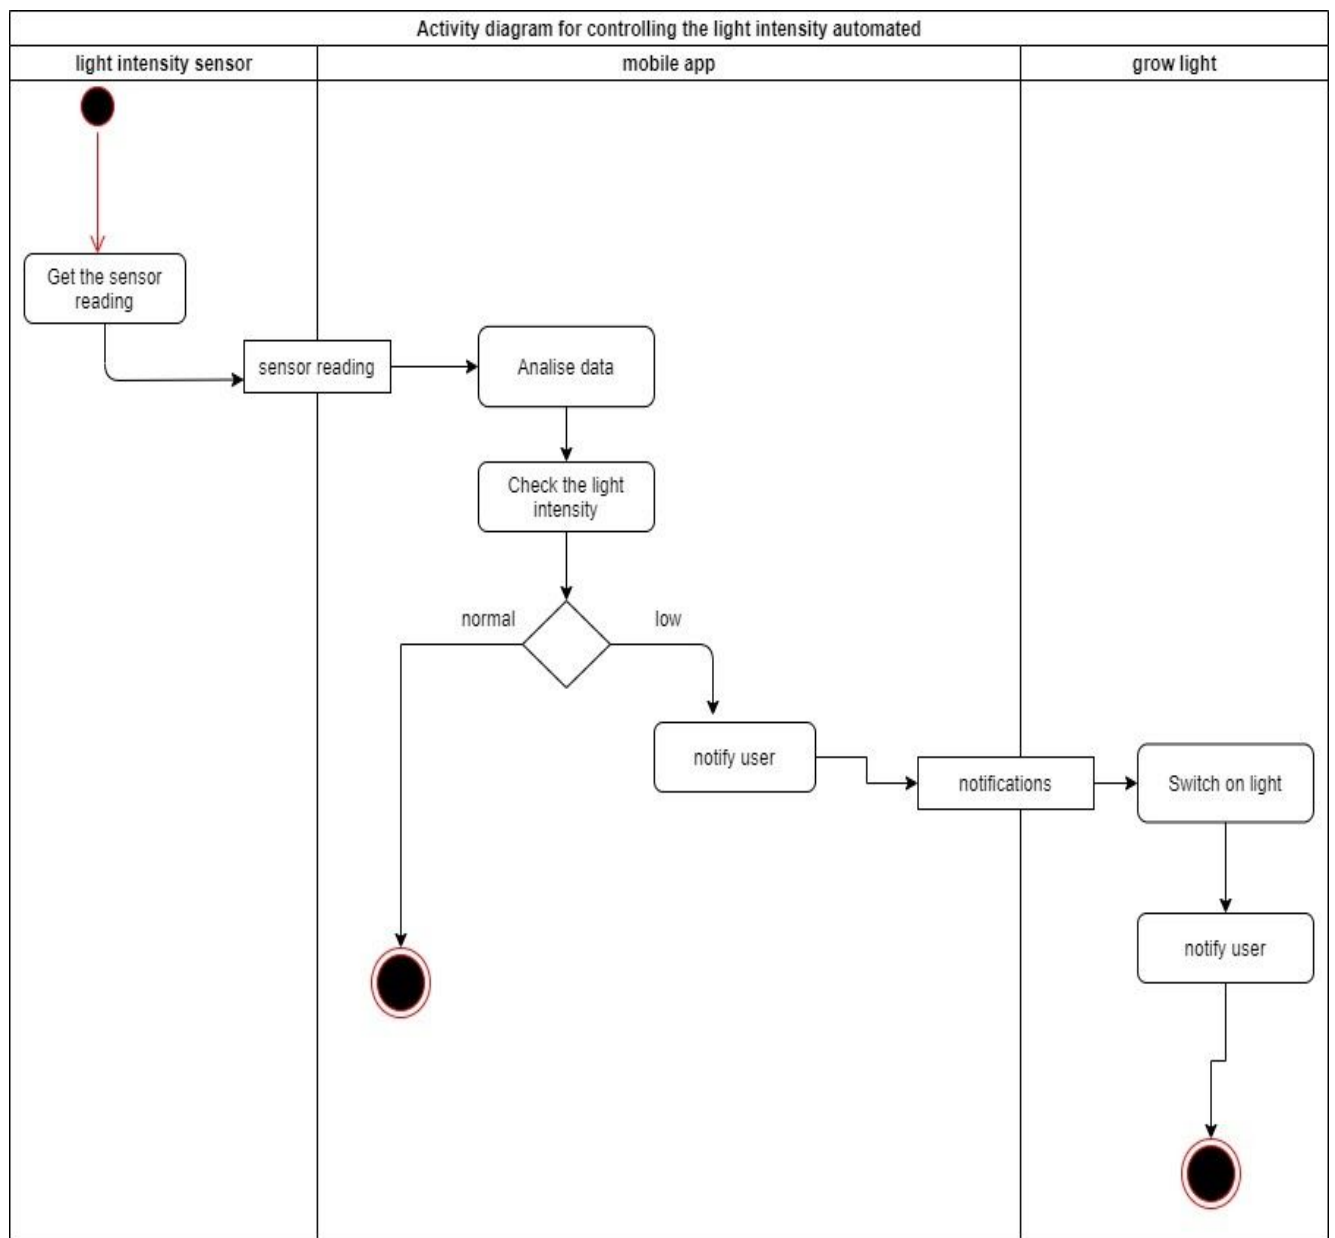 Activity diagram for controlling the light intensity automated
light intensity sensor
mobile app
grow light
Get the sensor
reading
sensor reading
Analise data
Check the light
intensity
normal
low
notify user
notifications
Switch on light
notify user